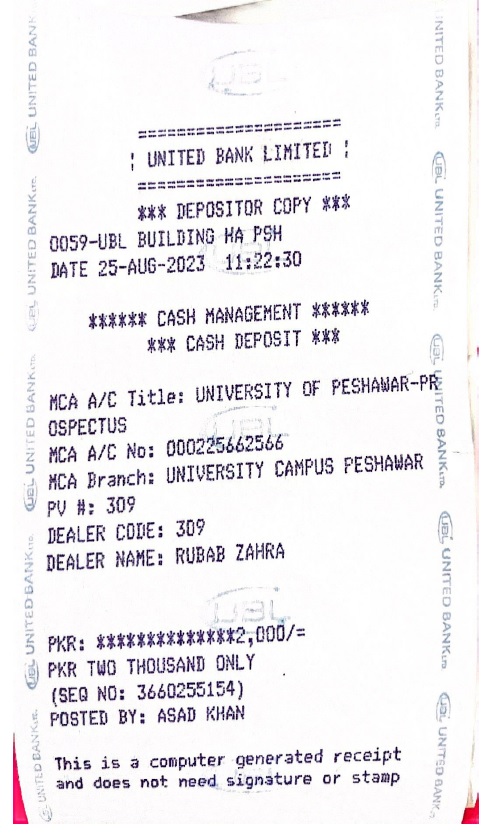 =====================
¦ UNITED BANK LIMITED ¦
=====================
*** DEPOSITOR COPY ***
0059-UBL BUILDING HA PSH
DATE 25-AUG-2023 11:22:30
****** CASH MANAGEMENT ******
*** CASH DEPOSIT ***
MCA A/C Title: UNIVERSITY OF PESHAWAR-PR
OSPECTUS
MCA A/C No: 000225662566
MCA Branch: UNIVERSITY CAMPUS PESHAWAR
PV #: 309
DEALER CODE: 309
DEALER NAME: RUBAB ZAHRA
PKR: **************2,000/=
PKR TWO THOUSAND ONLY
(SEQ NO: 3660255154)
POSTED BY: ASAD KHAN
This is a computer generated receipt
and does not need signature or stamp
UBL UNITED BANK LTD.
UBL UNITED BANK LTD.
UBL UNITED BANK LTD.
UBL UNITED BANK LTD.
UBL UNITED BANK LTD.
UNITED BANK LTD.
UBL UNITED BANK LTD.
UBL UNITED BANK LTD.
UBL UNITED BANK LTD.
UBL UNITED BANK
UBL
UBL
UBL